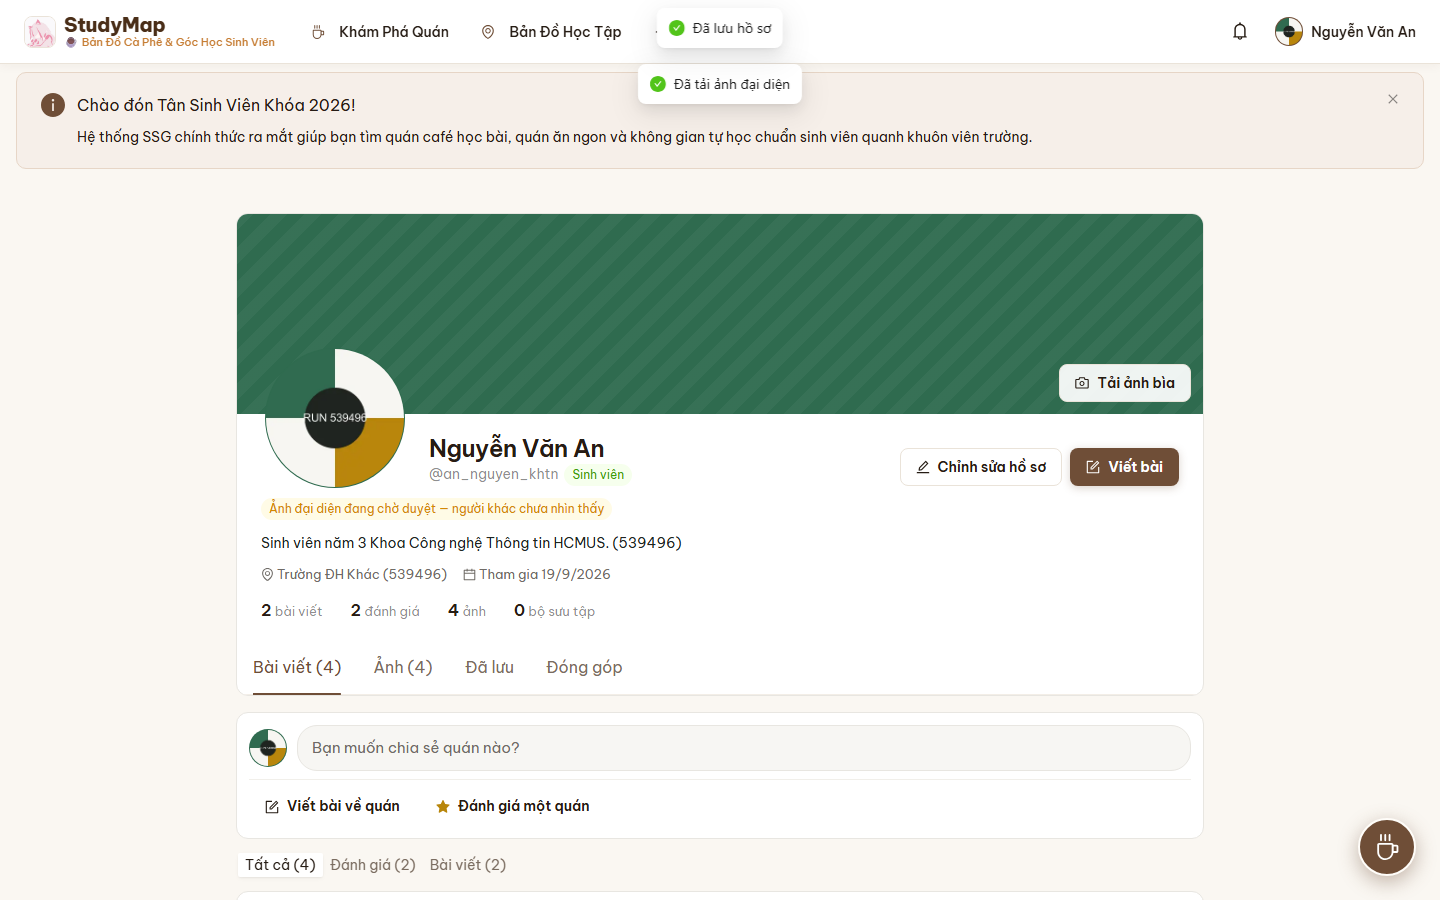 StudyMap
Bản Đồ Cà Phê & Góc Học Sinh Viên
Khám Phá Quán
Bản Đồ Học Tập
Đã lưu hồ sơ
Nguyễn Văn An
Đã tải ảnh đại diện
Chào đón Tân Sinh Viên Khóa 2026!
Hệ thống SSG chính thức ra mắt giúp bạn tìm quán café học bài, quán ăn ngon và không gian tự học chuẩn sinh viên quanh khuôn viên trường.
Tải ảnh bìa
RUN 539496
Nguyễn Văn An
@an_nguyen_khtn Sinh viên
Chỉnh sửa hồ sơ
Viết bài
Ảnh đại diện đang chờ duyệt — người khác chưa nhìn thấy
Sinh viên năm 3 Khoa Công nghệ Thông tin HCMUS. (539496)
Trường ĐH Khác (539496) Tham gia 19/9/2026
2 bài viết 2 đánh giá 4 ảnh 0 bộ sưu tập
Bài viết (4) Ảnh (4) Đã lưu Đóng góp
Bạn muốn chia sẻ quán nào?
Viết bài về quán Đánh giá một quán
Tất cả (4) Đánh giá (2) Bài viết (2)